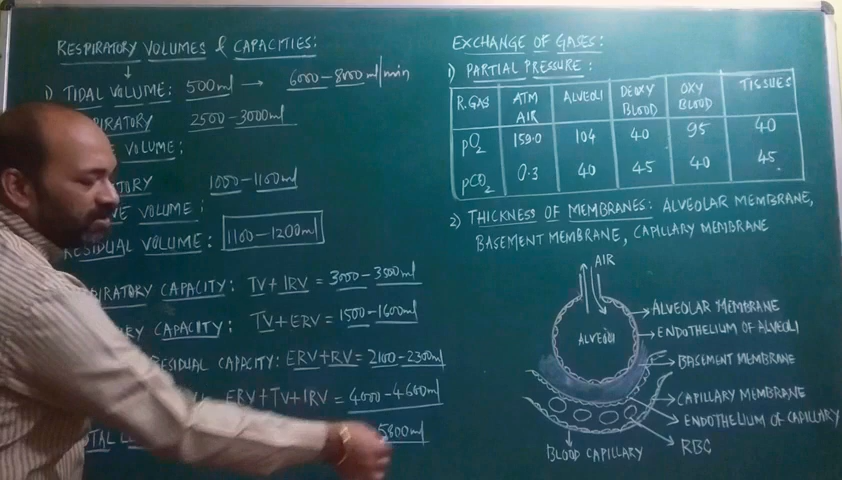 RESPIRATORY VOLUMES & CAPACITIES:
1) TIDAL VOLUME: 500ml → 6000-8000ml/min
PIRATORY 2500-3000ml
E VOLUME:
TORY 1000-1100ml
VE VOLUME:
RESIDUAL VOLUME: 1100-1200ml
PIRATORY CAPACITY: TV+IRV = 3000-3500ml
RY CAPACITY: TV+ERV = 1500-1600ml
RESIDUAL CAPACITY: ERV+RV = 2100-2300ml
ERV+TV+IRV = 4000-4600ml
5800ml
EXCHANGE OF GASES:
1) PARTIAL PRESSURE:
R.GAS ATM AIR ALVEOLI DEOXY BLOOD OXY BLOOD TISSUES
pO2 159.0 104 40 95 40
pCO2 0.3 40 45 40 45
2) THICKNESS OF MEMBRANES: ALVEOLAR MEMBRANE,
BASEMENT MEMBRANE, CAPILLARY MEMBRANE
AIR
ALVEOLI
ALVEOLAR MEMBRANE
ENDOTHELIUM OF ALVEOLI
BASEMENT MEMBRANE
CAPILLARY MEMBRANE
ENDOTHELIUM OF CAPILLARY
RBC
BLOOD CAPILLARY